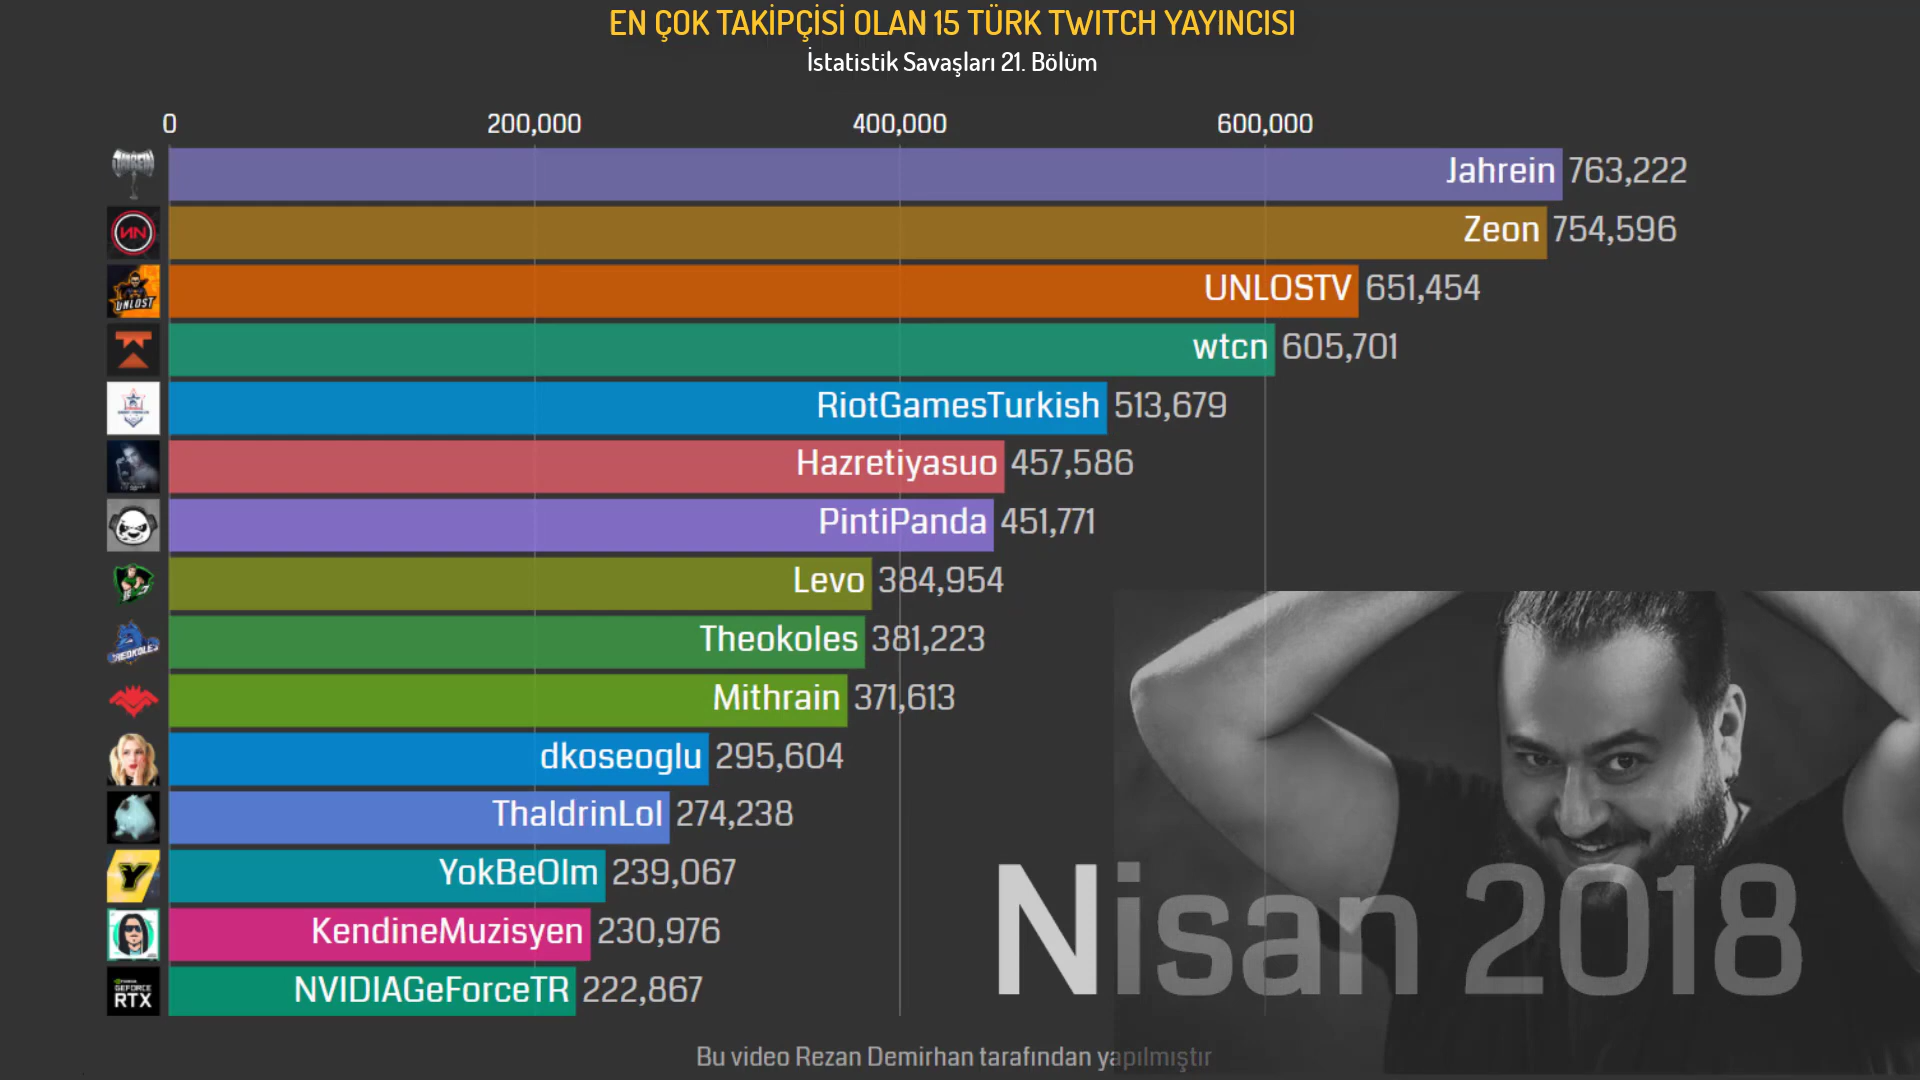 EN ÇOK TAKİPÇİSİ OLAN 15 TÜRK TWITCH YAYINCISI
İstatistik Savaşları 21. Bölüm
0 200,000 400,000 600,000
Jahrein 763,222
Zeon 754,596
UNLOST UNLOSTV 651,454
wtcn 605,701
RiotGamesTurkish 513,679
Hazretiyasuo 457,586
PintiPanda 451,771
Levo 384,954
Theokoles 381,223
Mithrain 371,613
dkoseoglu 295,604
ThaldrinLol 274,238
Y YokBeOlm 239,067
KendineMuzisyen 230,976
GEFORCE RTX NVIDIAGeForceTR 222,867
Nisan 2018
Bu video Rezan Demirhan tarafından yapılmıştır